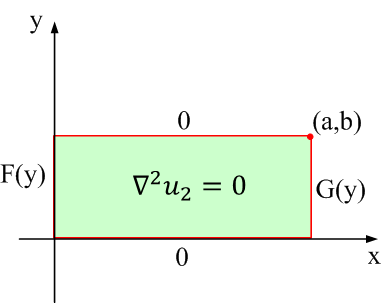 y
0
(a,b)
F(y)
∇²u₂ = 0
G(y)
0
x